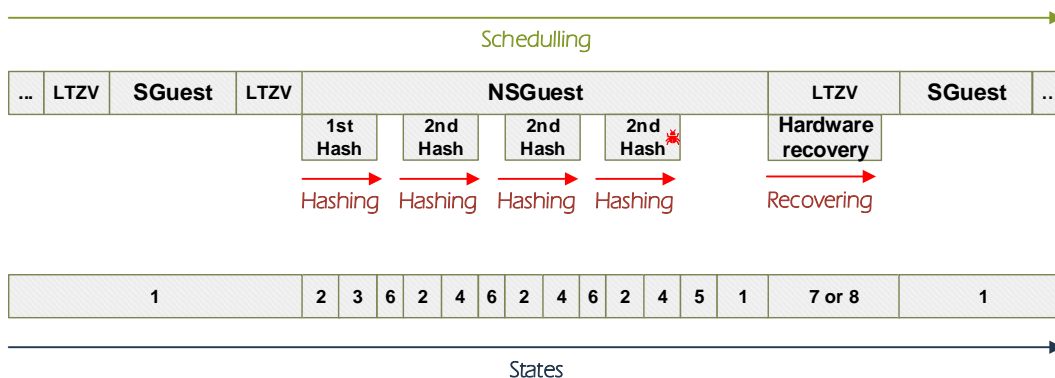 Schedulling
... LTZV SGuest LTZV NSGuest LTZV SGuest ...
1st Hash 2nd Hash 2nd Hash 2nd Hash Hardware recovery
Hashing Hashing Hashing Hashing Recovering
1 2 3 6 2 4 6 2 4 6 2 4 5 1 7 or 8 1
States